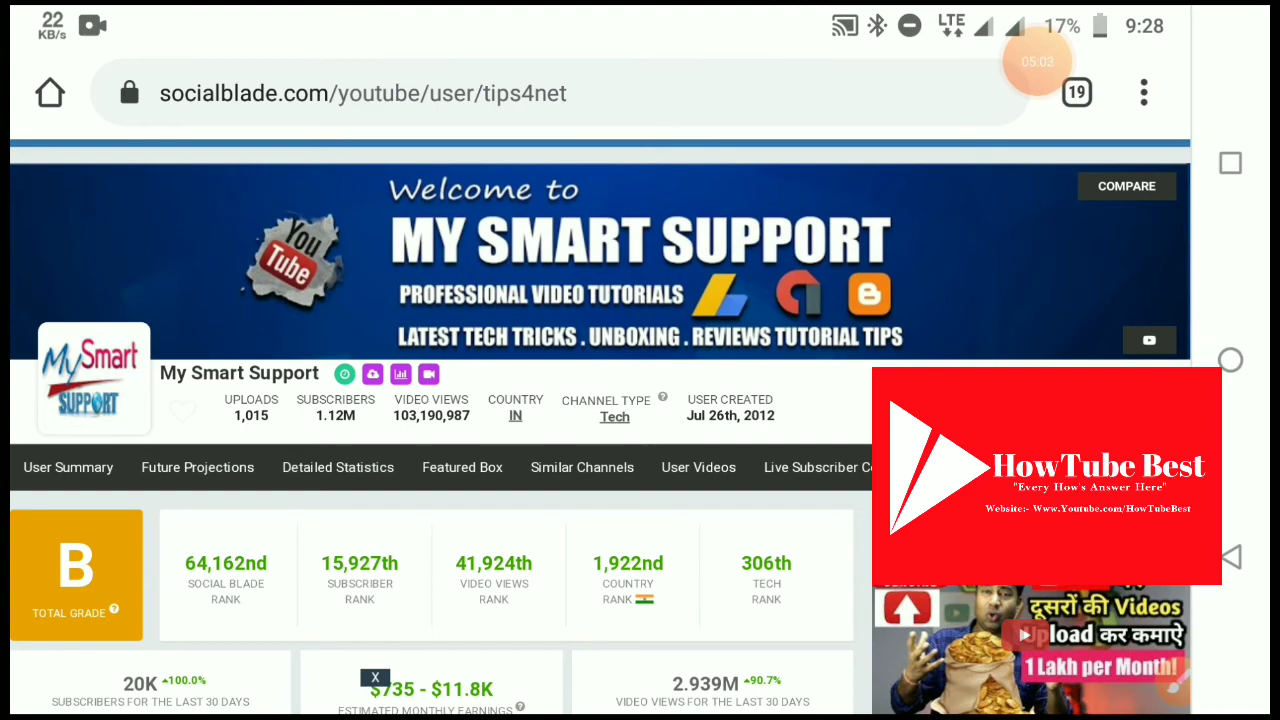 22
KB/s
LTE
17%
9:28
05:02
socialblade.com/youtube/user/tips4net
19
Welcome to
COMPARE
You
Tube
MY SMART SUPPORT
PROFESSIONAL VIDEO TUTORIALS
LATEST TECH TRICKS . UNBOXING . REVIEWS TUTORIAL TIPS
My Smart
SUPPORT
My Smart Support
UPLOADS
1,015
SUBSCRIBERS
1.12M
VIDEO VIEWS
103,190,987
COUNTRY
IN
CHANNEL TYPE
Tech
USER CREATED
Jul 26th, 2012
User Summary
Future Projections
Detailed Statistics
Featured Box
Similar Channels
User Videos
Live Subscriber C
HowTube Best
"Every How's Answer Here"
Website:- Www.Youtube.com/HowTubeBest
B
TOTAL GRADE
64,162nd
SOCIAL BLADE
RANK
15,927th
SUBSCRIBER
RANK
41,924th
VIDEO VIEWS
RANK
1,922nd
COUNTRY
RANK
306th
TECH
RANK
दूसरों की Videos
Upload कर कमाऐ
1 Lakh per Month!
20K 100.0%
SUBSCRIBERS FOR THE LAST 30 DAYS
X
$735 - $11.8K
ESTIMATED MONTHLY EARNINGS
2.939M 90.7%
VIDEO VIEWS FOR THE LAST 30 DAYS